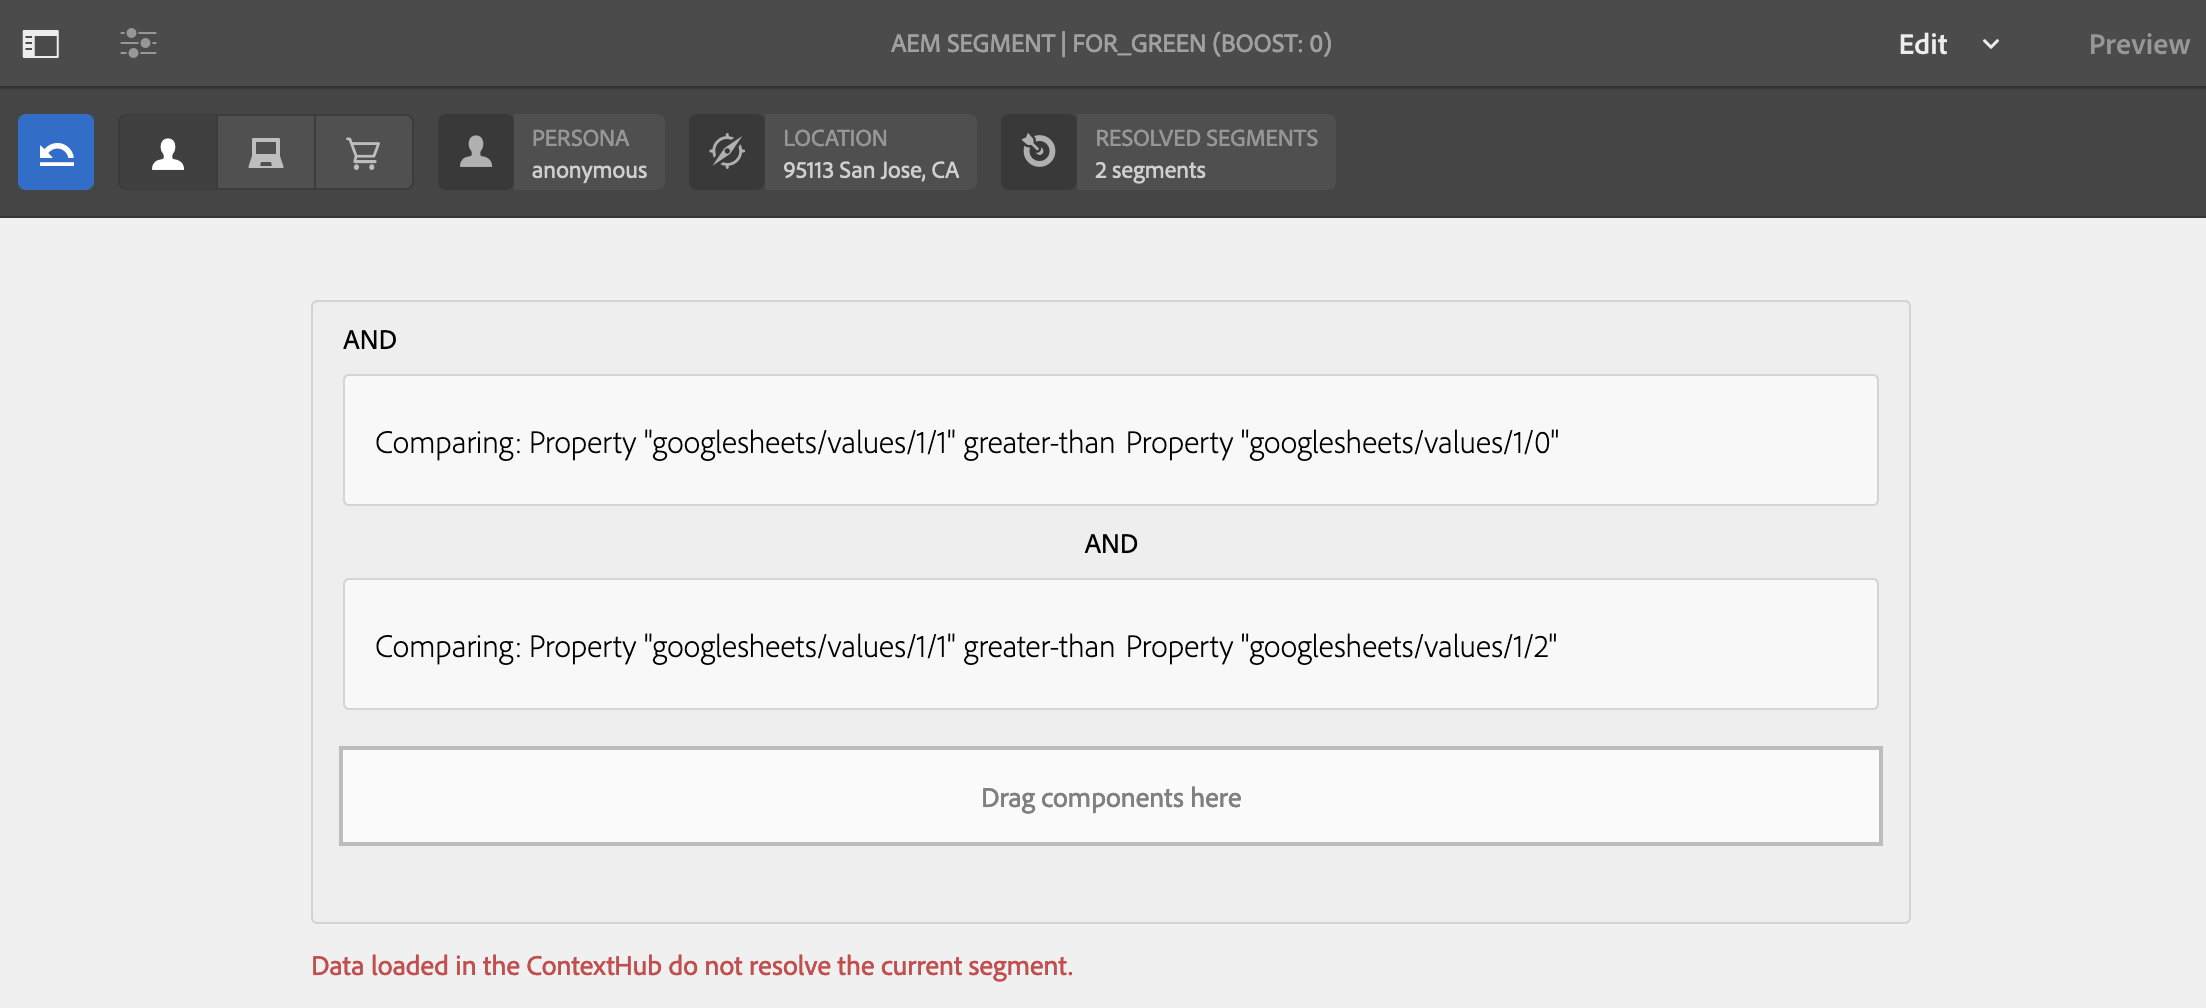 AEM SEGMENT | FOR_GREEN (BOOST: 0)
Edit
Preview
PERSONA
anonymous
LOCATION
95113 San Jose, CA
RESOLVED SEGMENTS
2 segments
AND
Comparing: Property "googlesheets/values/1/1" greater-than Property "googlesheets/values/1/0"
AND
Comparing: Property "googlesheets/values/1/1" greater-than Property "googlesheets/values/1/2"
Drag components here
Data loaded in the ContextHub do not resolve the current segment.